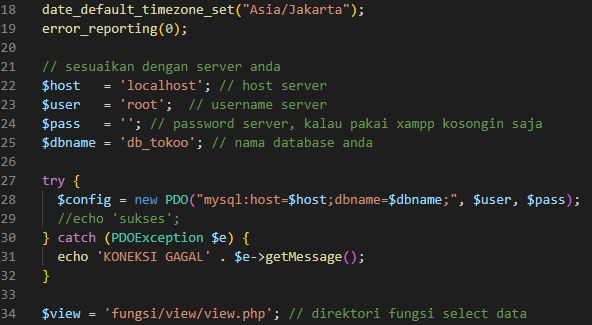 18 date_default_timezone_set("Asia/Jakarta");
19 error_reporting(0);
20
21 // sesuaikan dengan server anda
22 $host   = 'localhost'; // host server
23 $user   = 'root';  // username server
24 $pass   = ''; // password server, kalau pakai xampp kosongin saja
25 $dbname = 'db_tokoo'; // nama database anda
26
27 try {
28   $config = new PDO("mysql:host=$host;dbname=$dbname;", $user, $pass);
29   //echo 'sukses';
30 } catch (PDOException $e) {
31   echo 'KONEKSI GAGAL' . $e->getMessage();
32 }
33
34 $view = 'fungsi/view/view.php'; // direktori fungsi select data